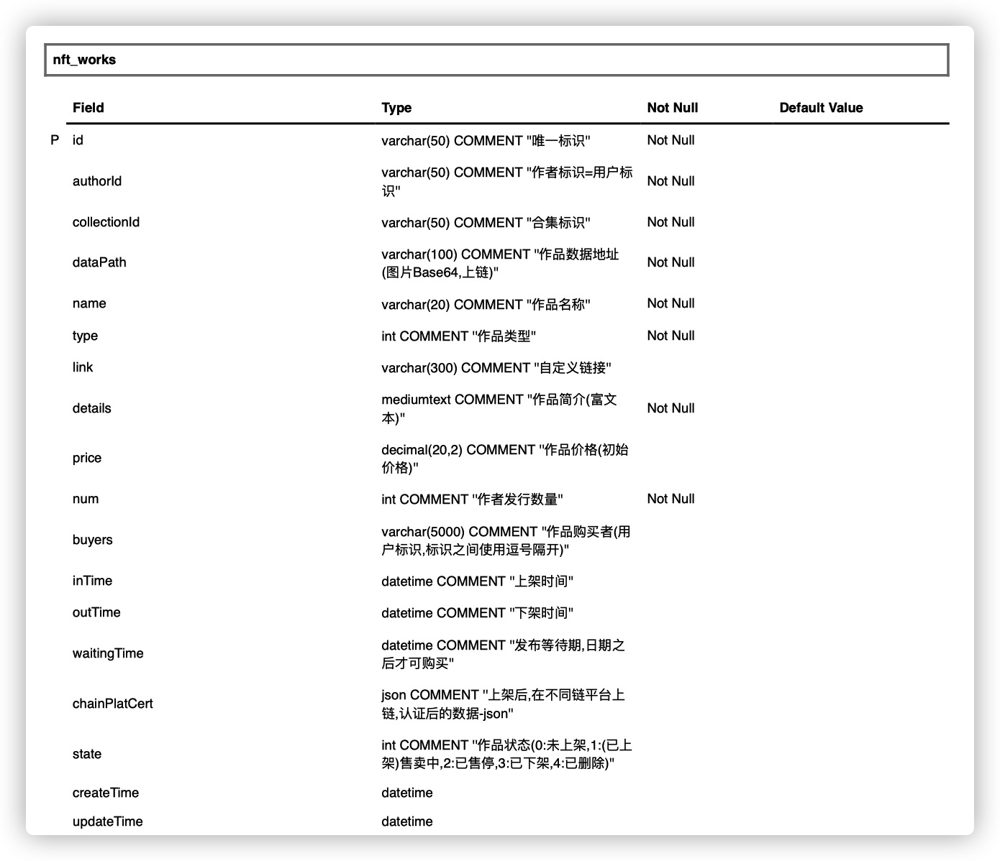 nft_works
Field Type Not Null Default Value
P id varchar(50) COMMENT "唯一标识" Not Null
authorId varchar(50) COMMENT "作者标识=用户标
识" Not Null
collectionId varchar(50) COMMENT "合集标识" Not Null
dataPath varchar(100) COMMENT "作品数据地址
(图片Base64,上链)" Not Null
name varchar(20) COMMENT "作品名称" Not Null
type int COMMENT "作品类型" Not Null
link varchar(300) COMMENT "自定义链接"
details mediumtext COMMENT "作品简介(富文
本)" Not Null
price decimal(20,2) COMMENT "作品价格(初始
价格)"
num int COMMENT "作者发行数量" Not Null
buyers varchar(5000) COMMENT "作品购买者(用
户标识,标识之间使用逗号隔开)"
inTime datetime COMMENT "上架时间"
outTime datetime COMMENT "下架时间"
waitingTime datetime COMMENT "发布等待期,日期之
后才可购买"
chainPlatCert json COMMENT "上架后,在不同链平台上
链,认证后的数据-json"
state int COMMENT "作品状态(0:未上架,1:(已上
架)售卖中,2:已售停,3:已下架,4:已删除)"
createTime datetime
updateTime datetime